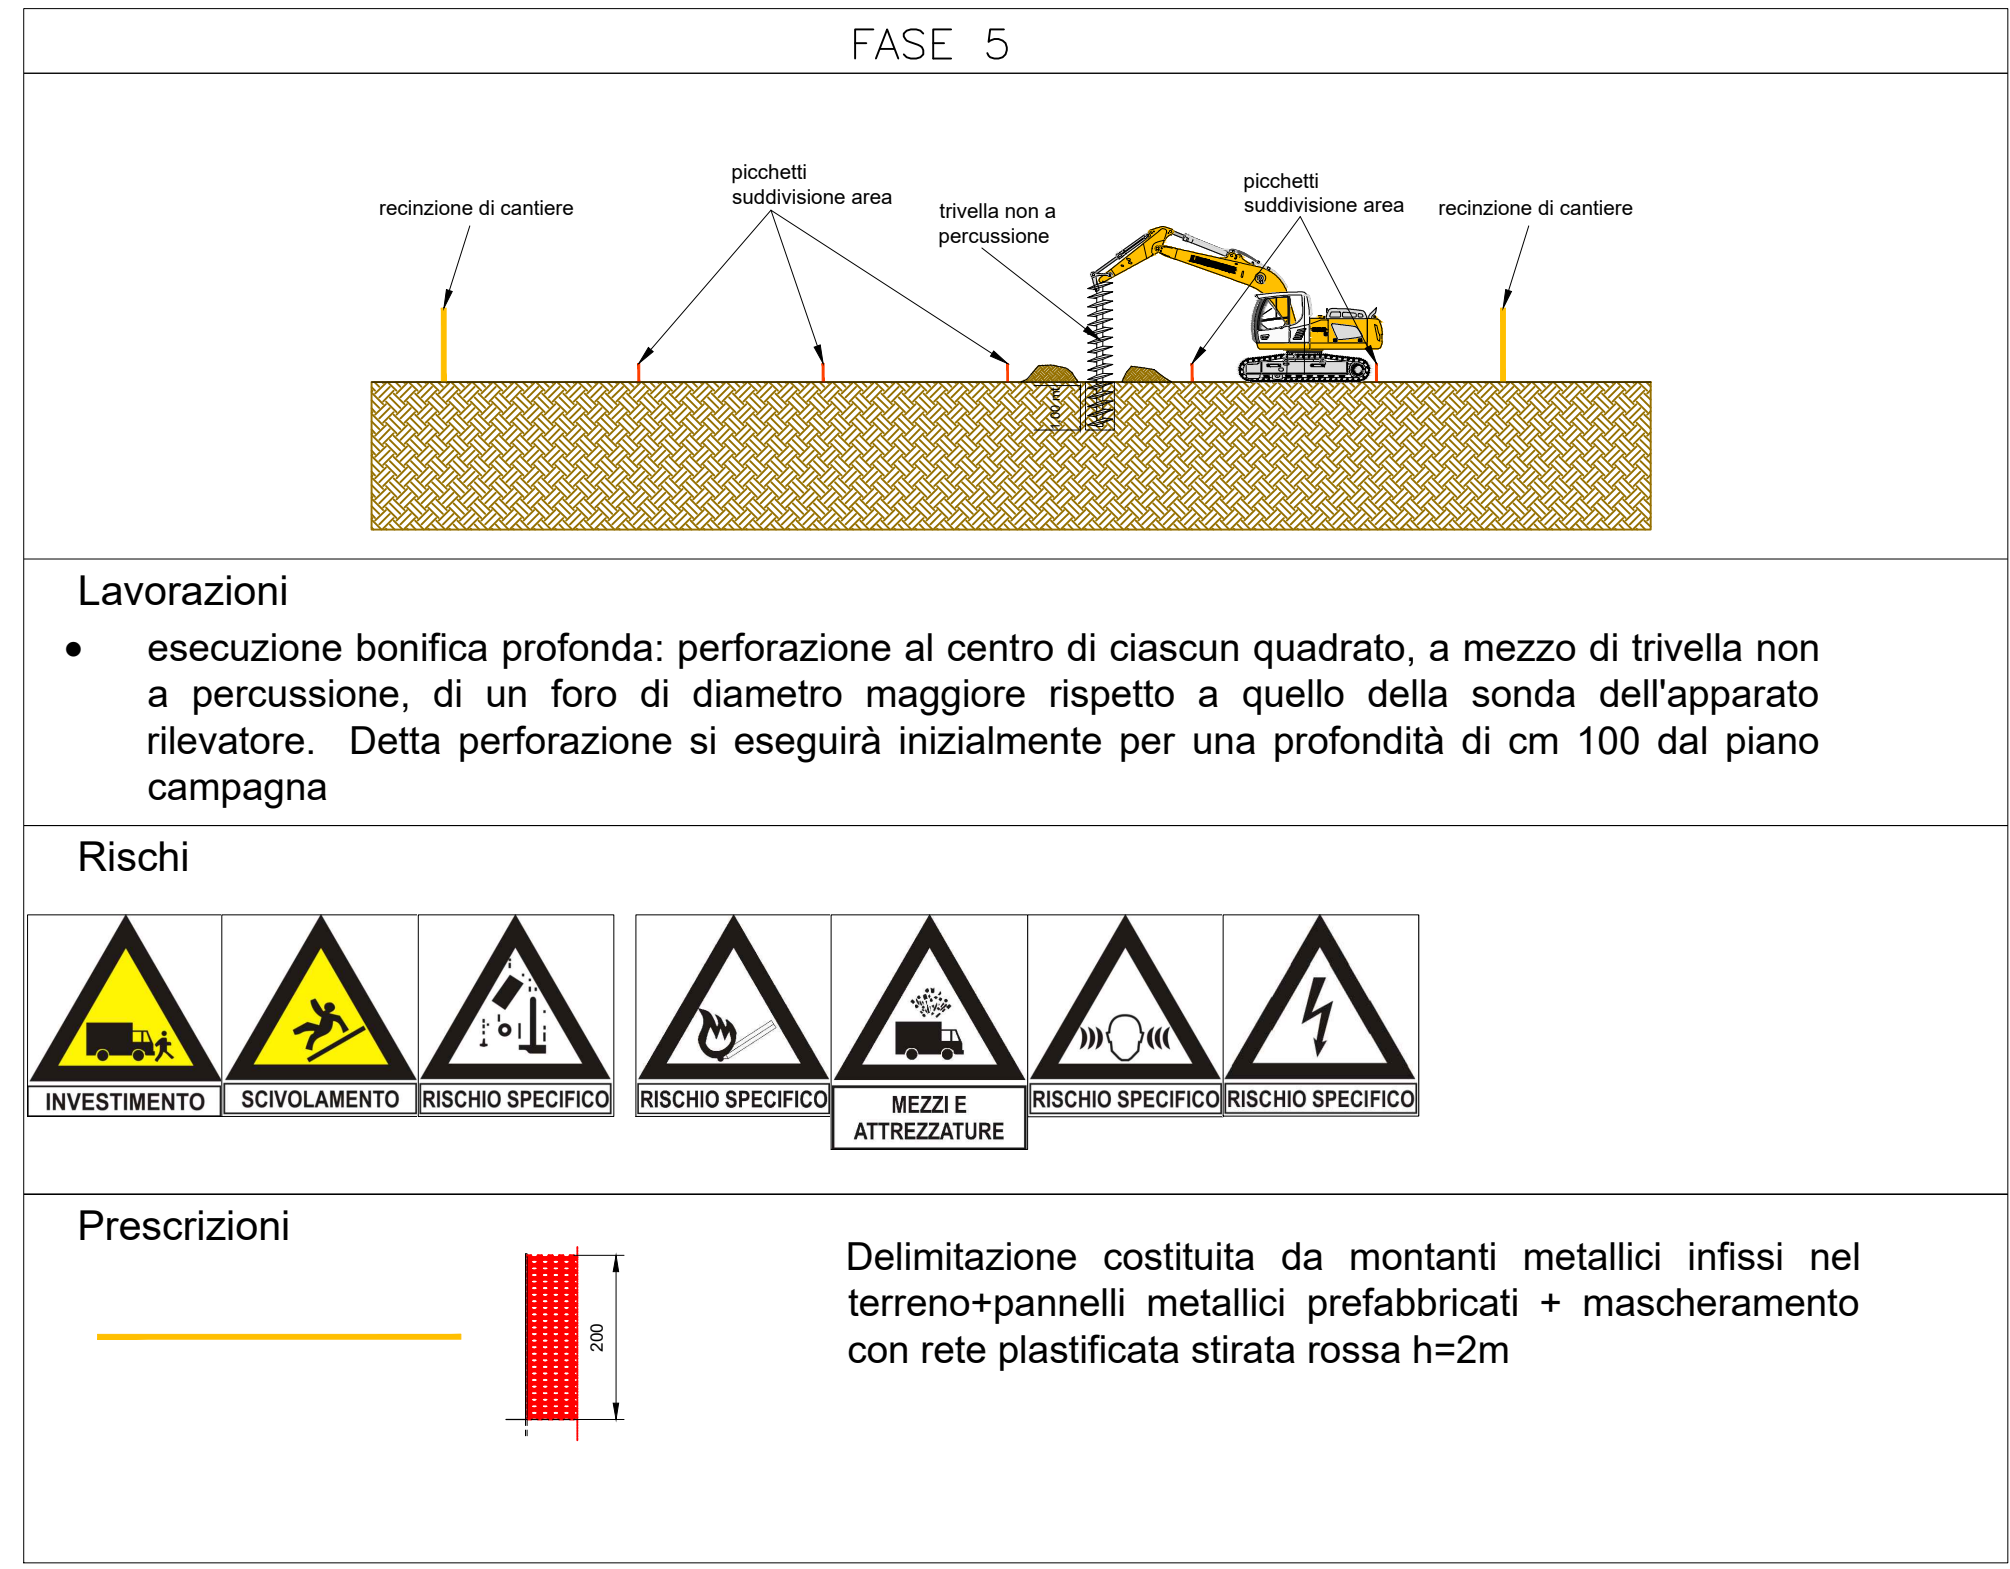 FASE 5
picchetti
suddivisione area
picchetti
suddivisione area
recinzione di cantiere
trivella non a
percussione
recinzione di cantiere
1,00 mt
Lavorazioni
• esecuzione bonifica profonda: perforazione al centro di ciascun quadrato, a mezzo di trivella non
a percussione, di un foro di diametro maggiore rispetto a quello della sonda dell'apparato
rilevatore. Detta perforazione si eseguirà inizialmente per una profondità di cm 100 dal piano
campagna
Rischi
INVESTIMENTO
SCIVOLAMENTO
RISCHIO SPECIFICO
RISCHIO SPECIFICO
MEZZI E
ATTREZZATURE
RISCHIO SPECIFICO
RISCHIO SPECIFICO
Prescrizioni
200
Delimitazione costituita da montanti metallici infissi nel
terreno+pannelli metallici prefabbricati + mascheramento
con rete plastificata stirata rossa h=2m